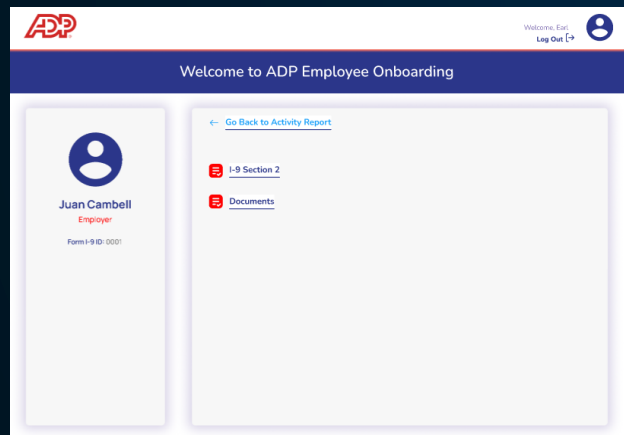 ADP
Welcome, Earl
Log Out
Welcome to ADP Employee Onboarding
Juan Cambell
Employer
Form I-9 ID: 0001
← Go Back to Activity Report
I-9 Section 2
Documents